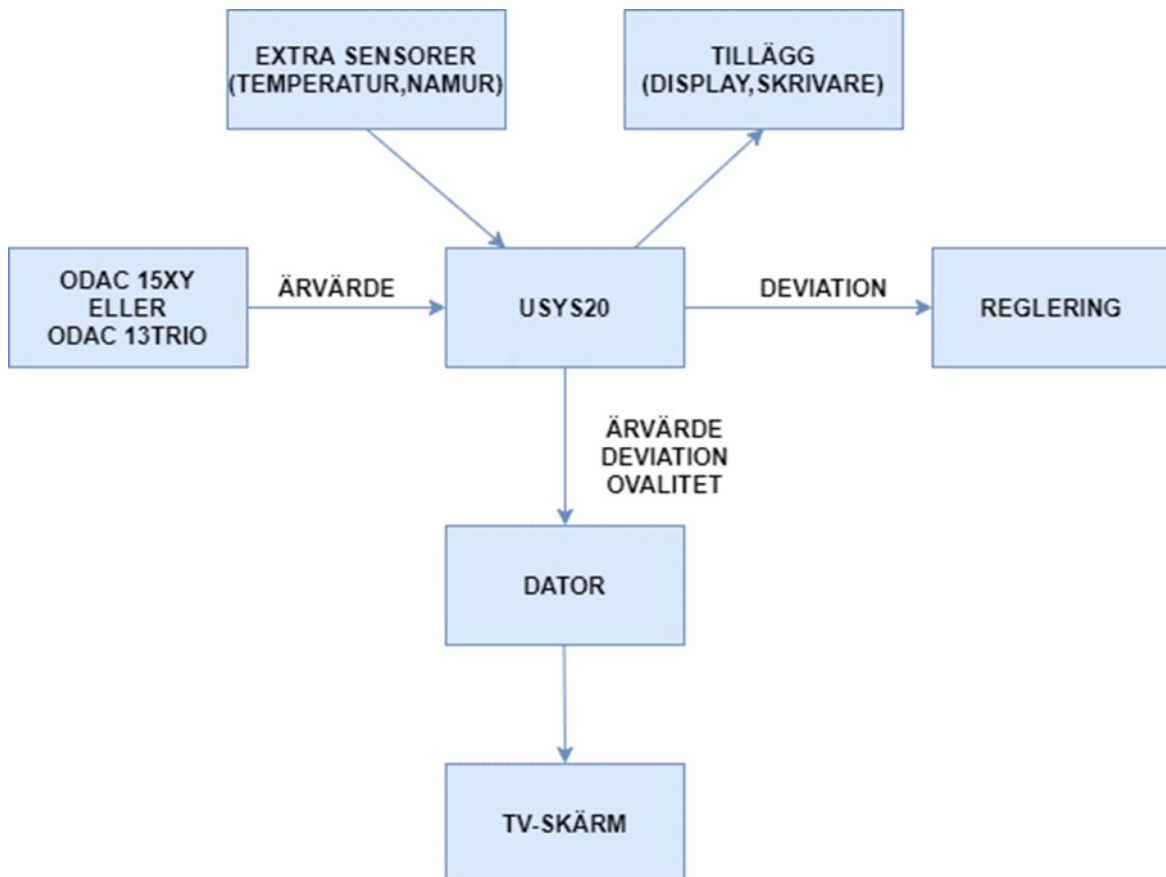 EXTRA SENSORER
(TEMPERATUR,NAMUR)
TILLÄGG
(DISPLAY,SKRIVARE)
ODAC 15XY
ELLER
ODAC 13TRIO
ÄRVÄRDE
USYS20
DEVIATION
REGLERING
ÄRVÄRDE
DEVIATION
OVALITET
DATOR
TV-SKÄRM